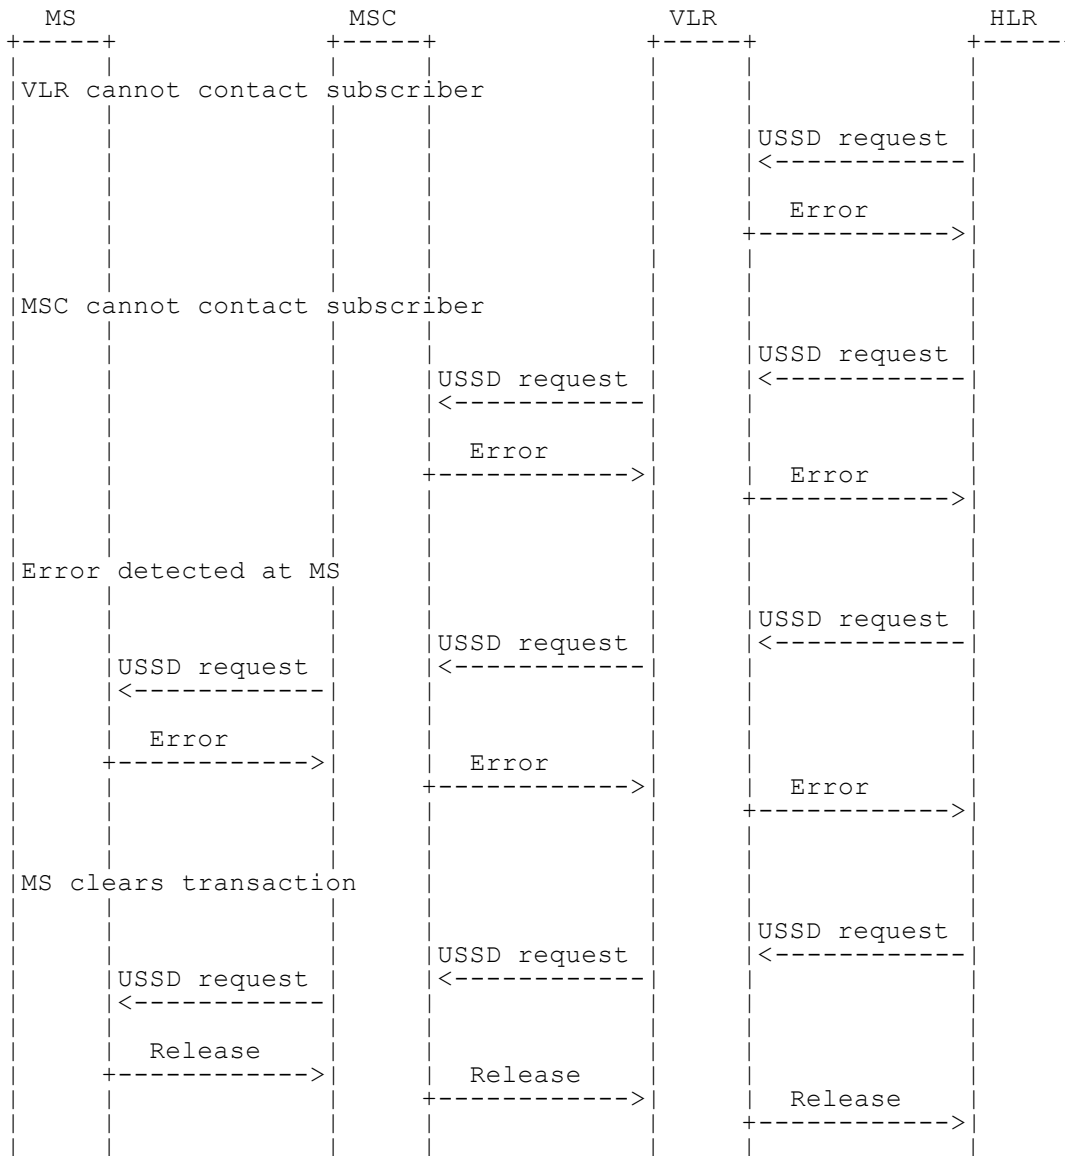 MS MSC VLR HLR
VLR cannot contact subscriber
USSD request
Error
MSC cannot contact subscriber
USSD request
USSD request
Error
Error
Error detected at MS
USSD request
USSD request
USSD request
Error
Error
Error
MS clears transaction
USSD request
USSD request
USSD request
Release
Release
Release